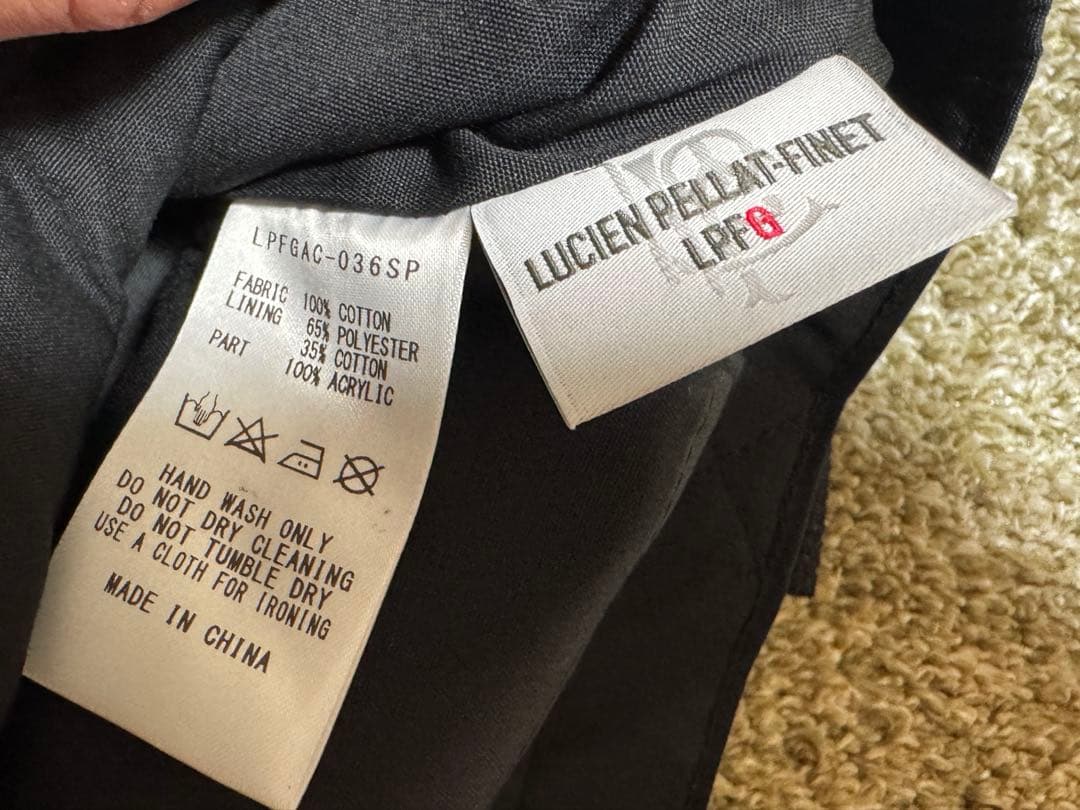 LPFGAC-036SP
FABRIC 100% COTTON
LINING 65% POLYESTER
35% COTTON
PART 100% ACRYLIC
HAND WASH ONLY
DO NOT DRY CLEANING
DO NOT TUMBLE DRY
USE A CLOTH FOR IRONING
MADE IN CHINA
LUCIEN PELLAT-FINET
LPFG